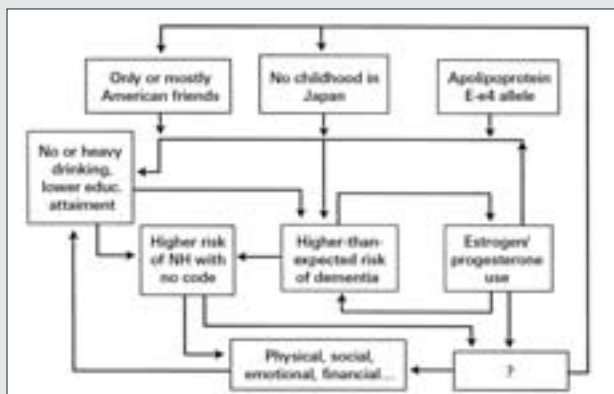 Only or mostly
American friends
No childhood in
Japan
Apolipoprotein
E-e4 allele
No or heavy
drinking,
lower educ.
attaiment
Higher risk
of NH with
no code
Higher-than-
expected risk
of dementia
Estrogen/
progesterone
use
Physical, social,
emotional, financial...
?